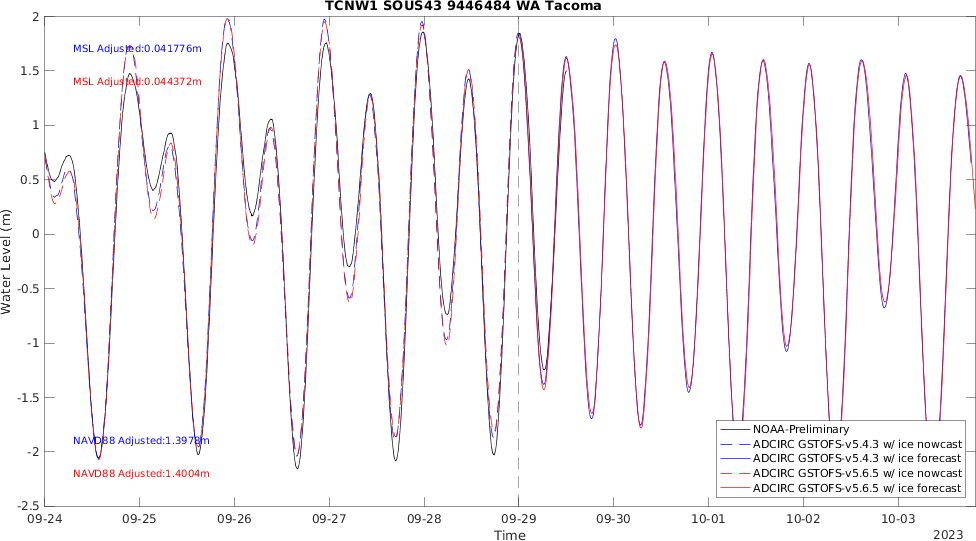 TCNW1 SOUS43 9446484 WA Tacoma
2
1.5
1
0.5
0
-0.5
-1
-1.5
-2
-2.5
Water Level (m)
MSL Adjusted:0.041776m
MSL Adjusted:0.044372m
NAVD88 Adjusted:1.3978m
NAVD88 Adjusted:1.4004m
NOAA-Preliminary
ADCIRC GSTOFS-v5.4.3 w/ ice nowcast
ADCIRC GSTOFS-v5.4.3 w/ ice forecast
ADCIRC GSTOFS-v5.6.5 w/ ice nowcast
ADCIRC GSTOFS-v5.6.5 w/ ice forecast
09-24 09-25 09-26 09-27 09-28 09-29 09-30 10-01 10-02 10-03
Time
2023